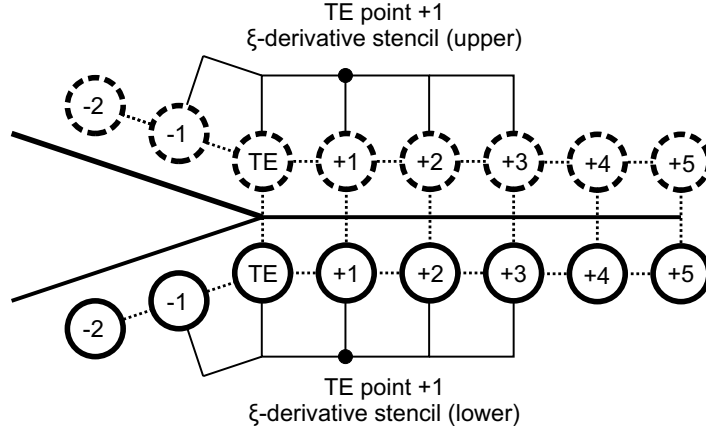 TE point +1
ξ-derivative stencil (upper)
-2
-1
TE +1 +2 +3 +4 +5
TE +1 +2 +3 +4 +5
-1
-2
TE point +1
ξ-derivative stencil (lower)